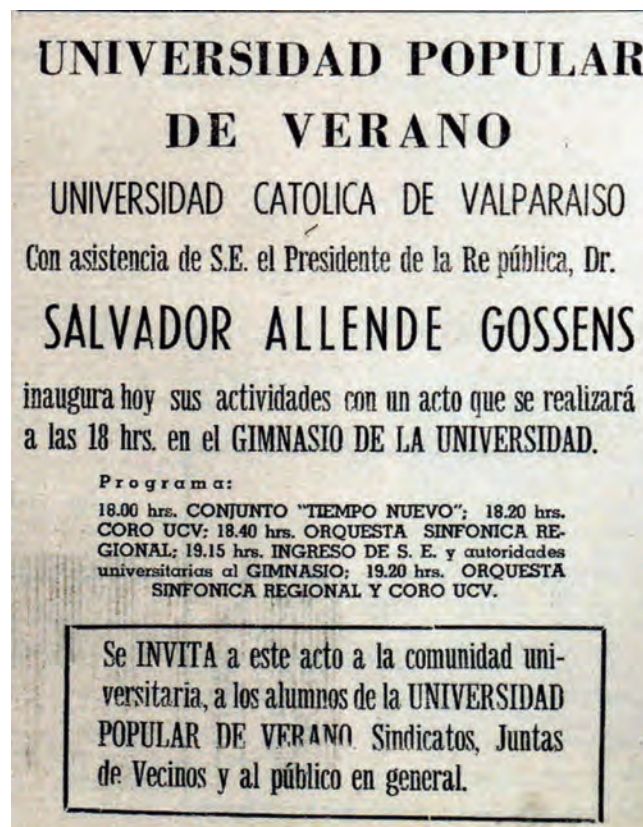 UNIVERSIDAD POPULAR
DE VERANO
UNIVERSIDAD CATOLICA DE VALPARAISO
Con asistencia de S.E. el Presidente de la Re pública, Dr.
SALVADOR ALLENDE GOSSENS
inaugura hoy sus actividades con un acto que se realizará
a las 18 hrs. en el GIMNASIO DE LA UNIVERSIDAD.
Programa:
18.00 hrs. CONJUNTO "TIEMPO NUEVO"; 18.20 hrs.
CORO UCV; 18.40 hrs. ORQUESTA SINFONICA RE-
GIONAL; 19.15 hrs. INGRESO DE S. E. y autoridades
universitarias al GIMNASIO; 19.20 hrs. ORQUESTA
SINFONICA REGIONAL Y CORO UCV.
Se INVITA a este acto a la comunidad uni-
versitaria, a los alumnos de la UNIVERSIDAD
POPULAR DE VERANO Sindicatos, Juntas
de Vecinos y al público en general.